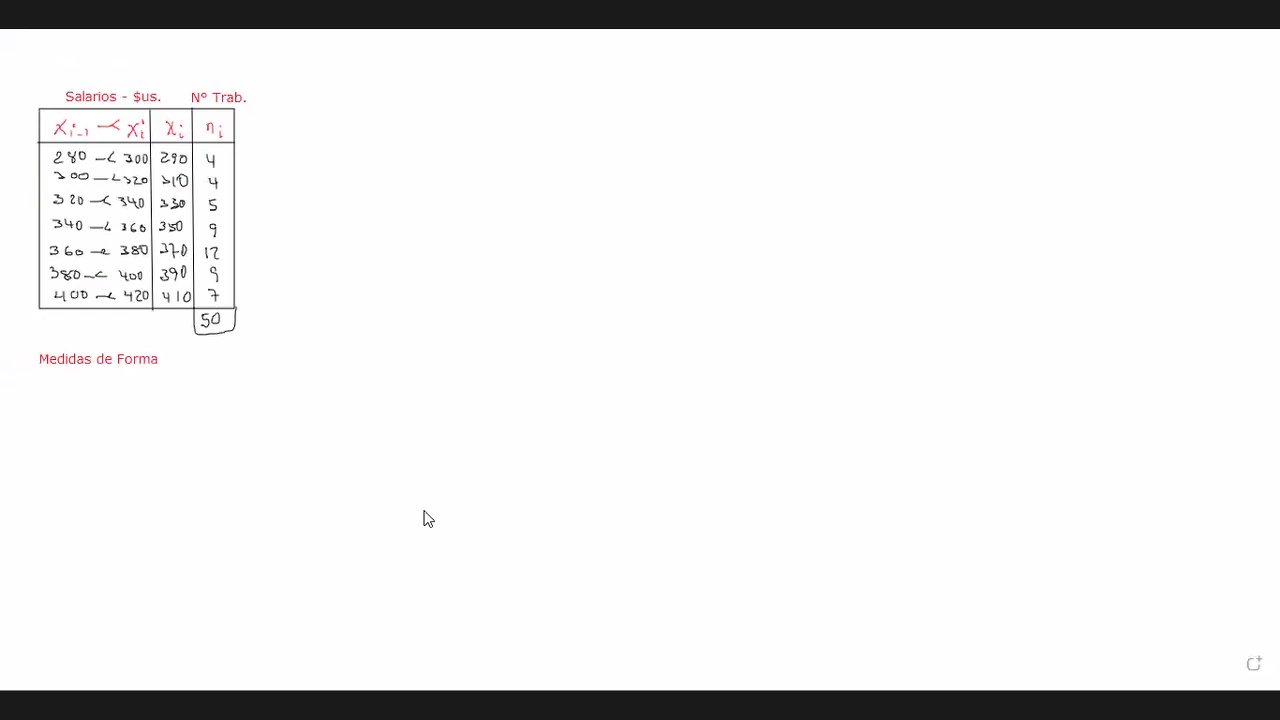 Salarios - $us. N° Trab.
X'i-1 —< X'i Xi ni
280 —< 300 290 4
300 —< 320 310 4
320 —< 340 330 5
340 —< 360 350 9
360 —< 380 370 12
380 —< 400 390 9
400 —< 420 410 7
50
Medidas de Forma